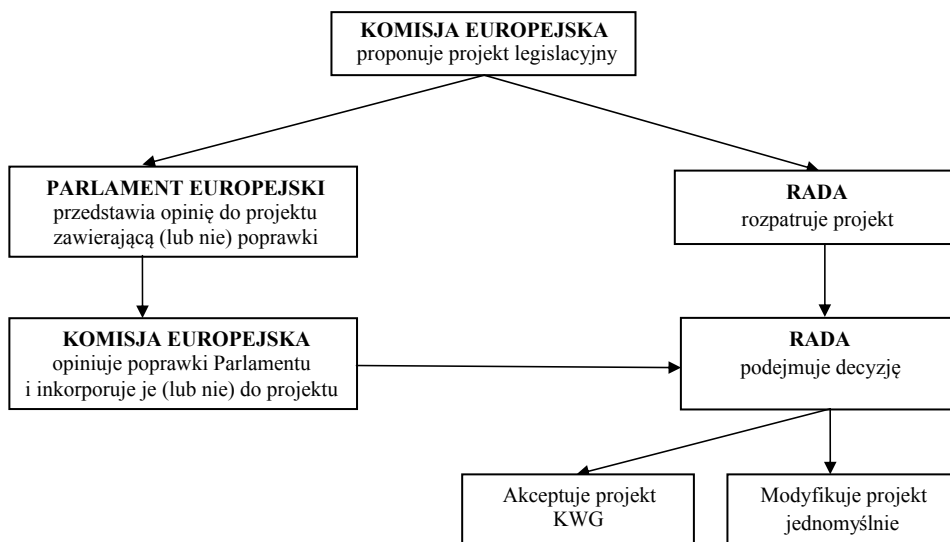 KOMISJA EUROPEJSKA
proponuje projekt legislacyjny
PARLAMENT EUROPEJSKI
przedstawia opinię do projektu
zawierającą (lub nie) poprawki
RADA
rozpatruje projekt
KOMISJA EUROPEJSKA
opiniuje poprawki Parlamentu
i inkorporuje je (lub nie) do projektu
RADA
podejmuje decyzję
Akceptuje projekt
KWG
Modyfikuje projekt
jednomyślnie